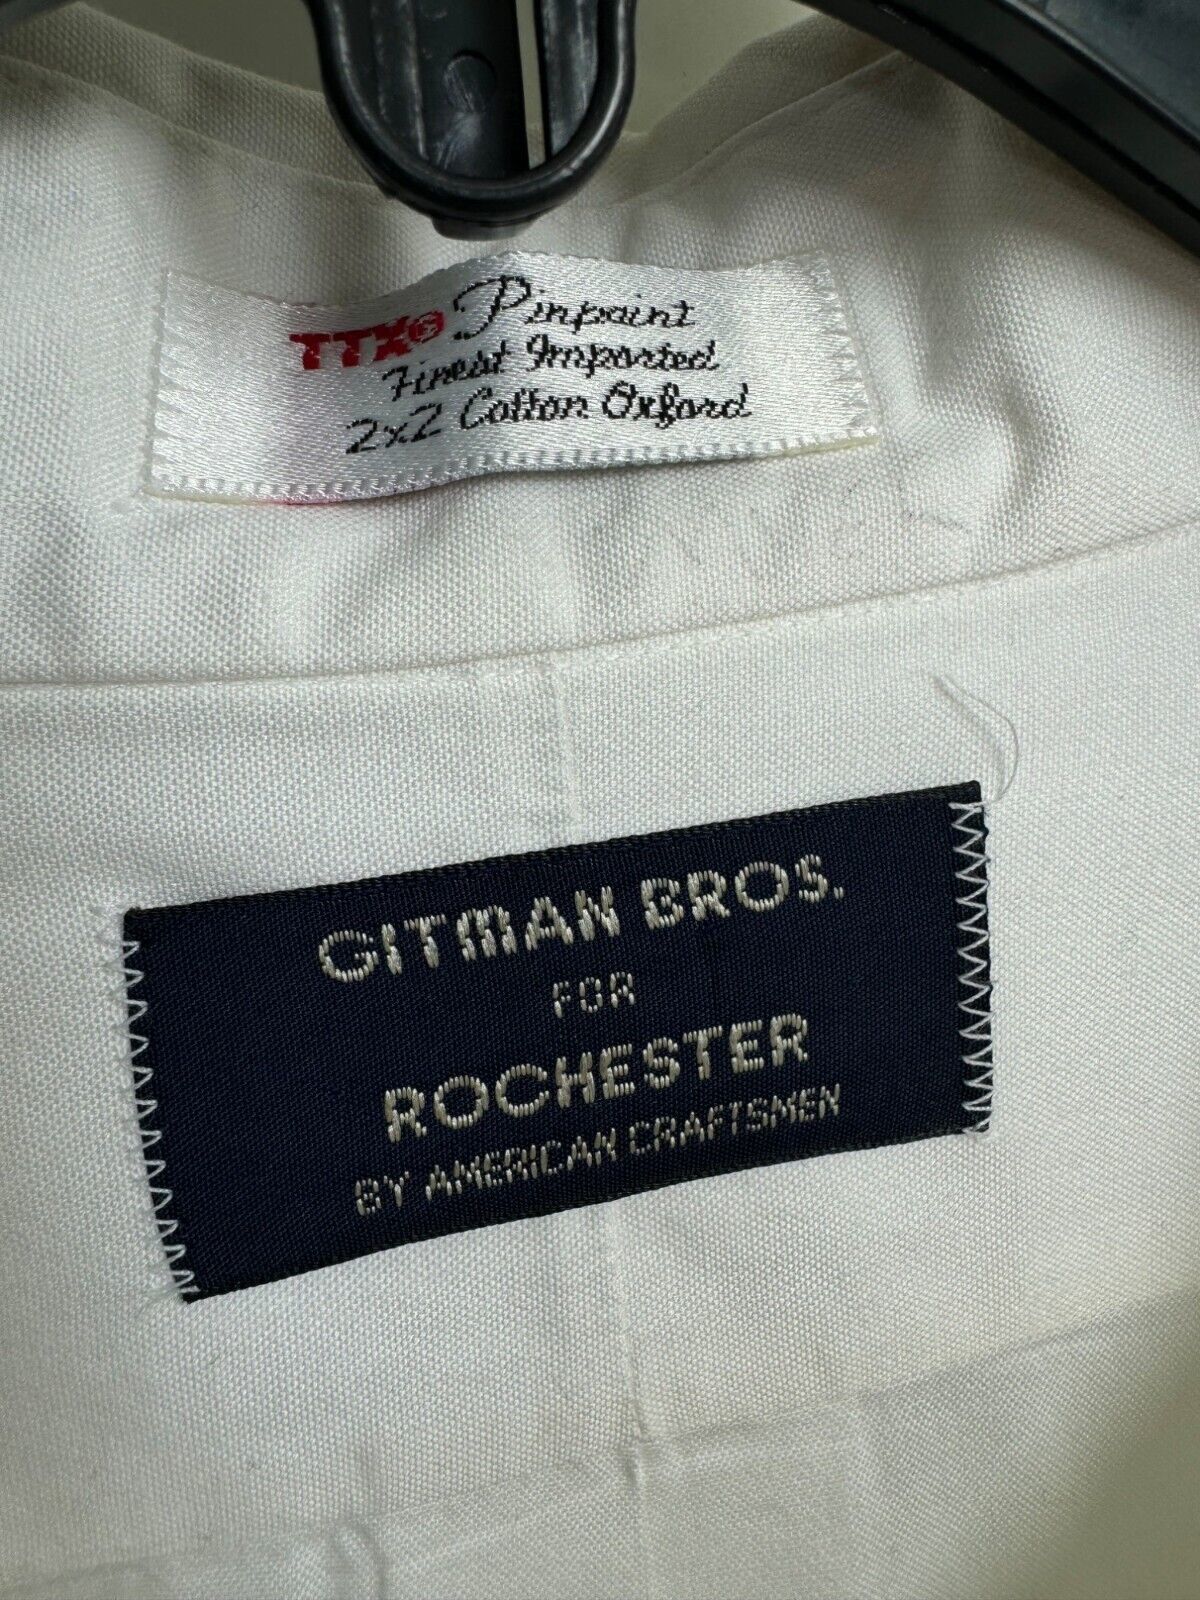 TTX® Pinpoint
Finest Imported
2x2 Cotton Oxford
GITMAN BROS.
FOR
ROCHESTER
BY AMERICAN CRAFTSMEN